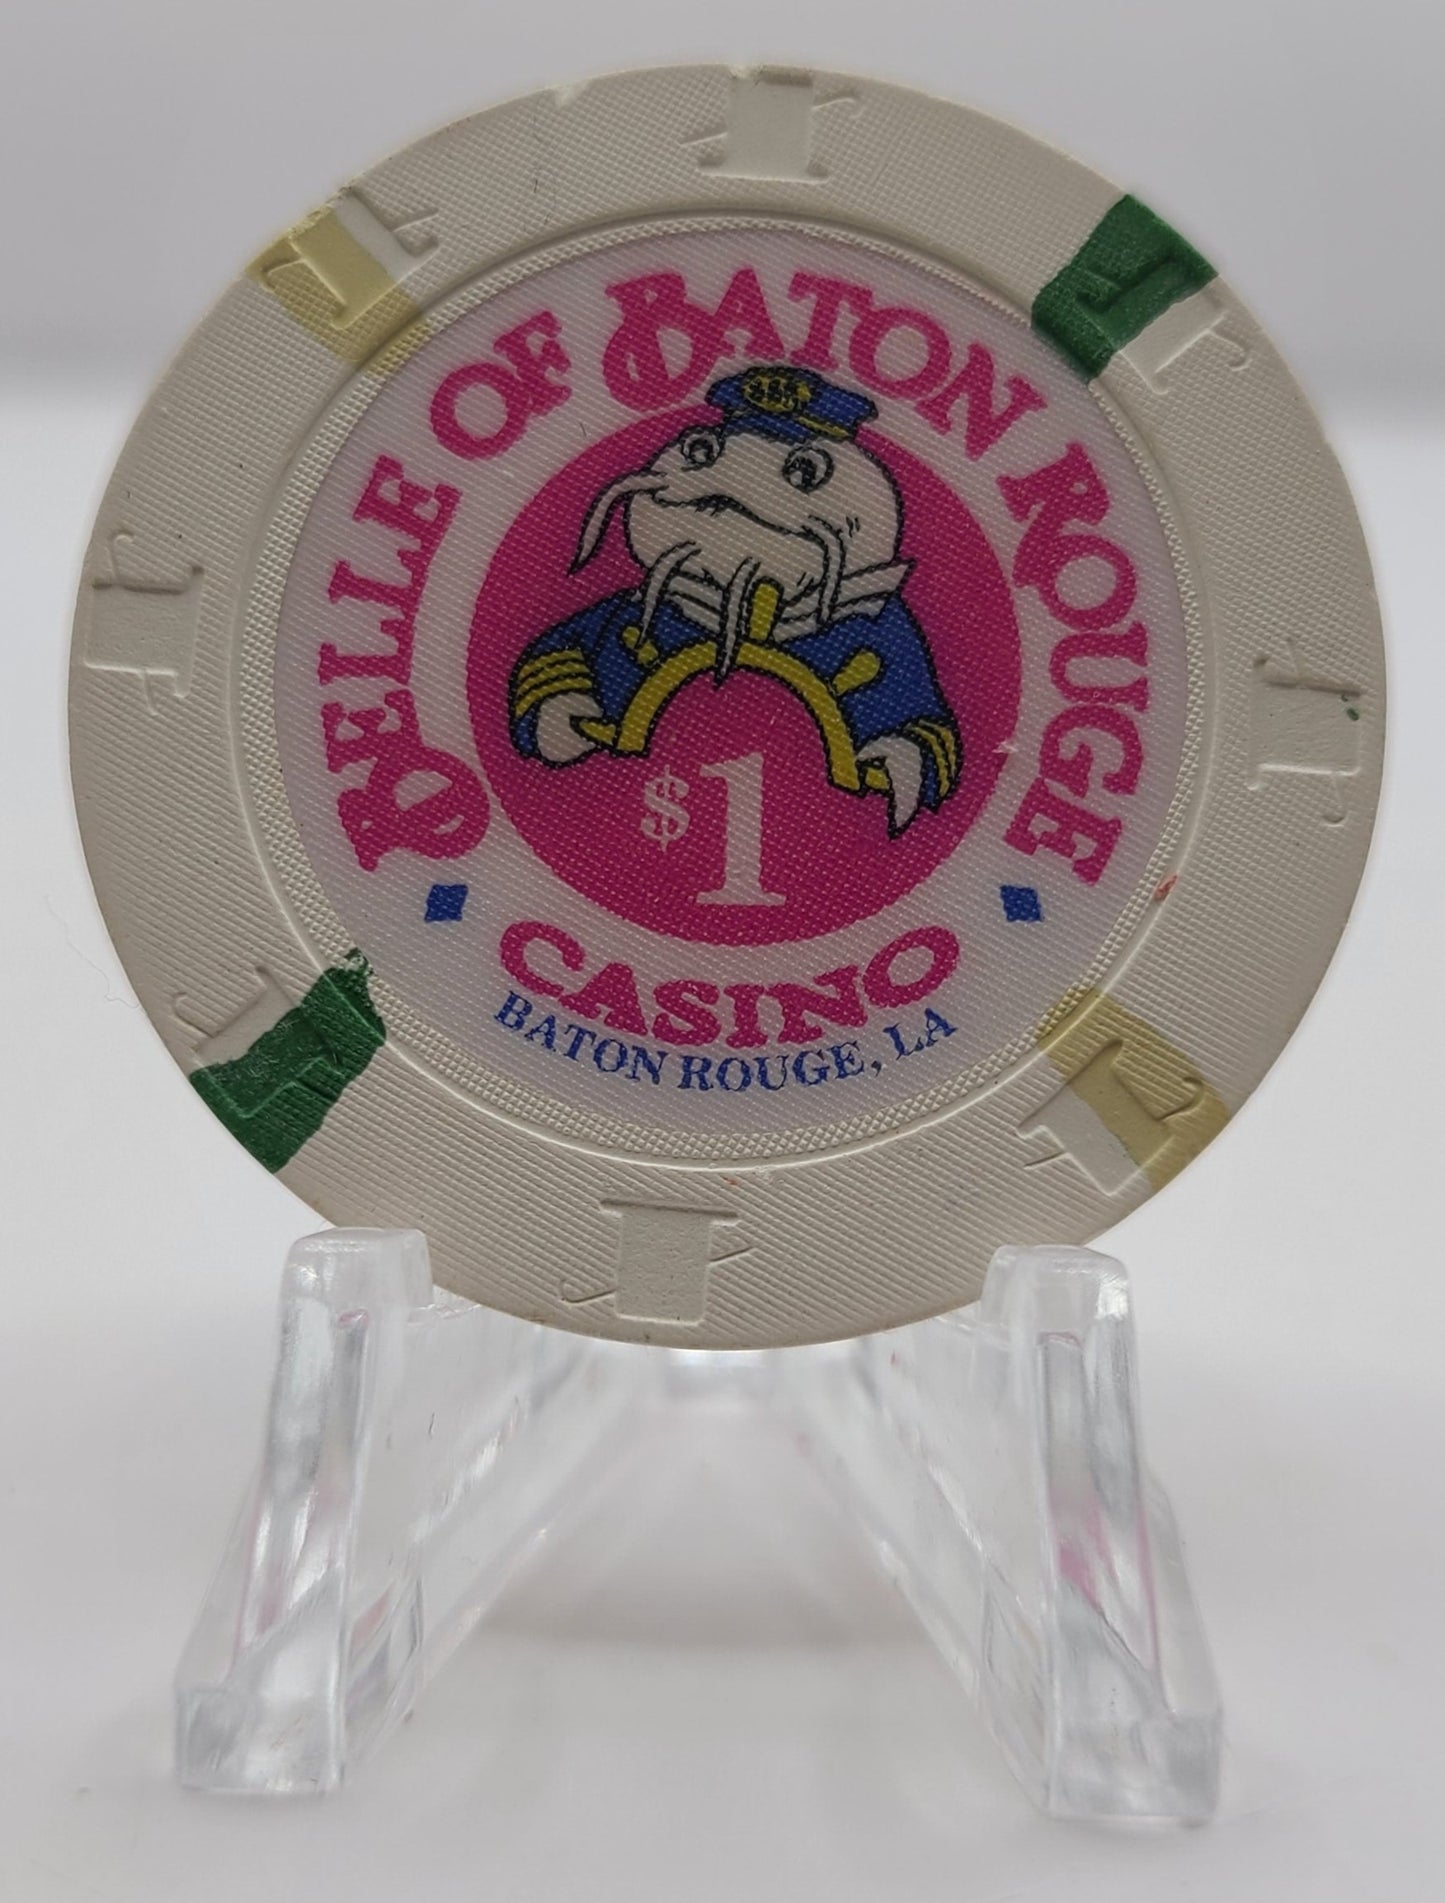 BELLE OF BATON ROUGE
$1
CASINO
BATON ROUGE, LA